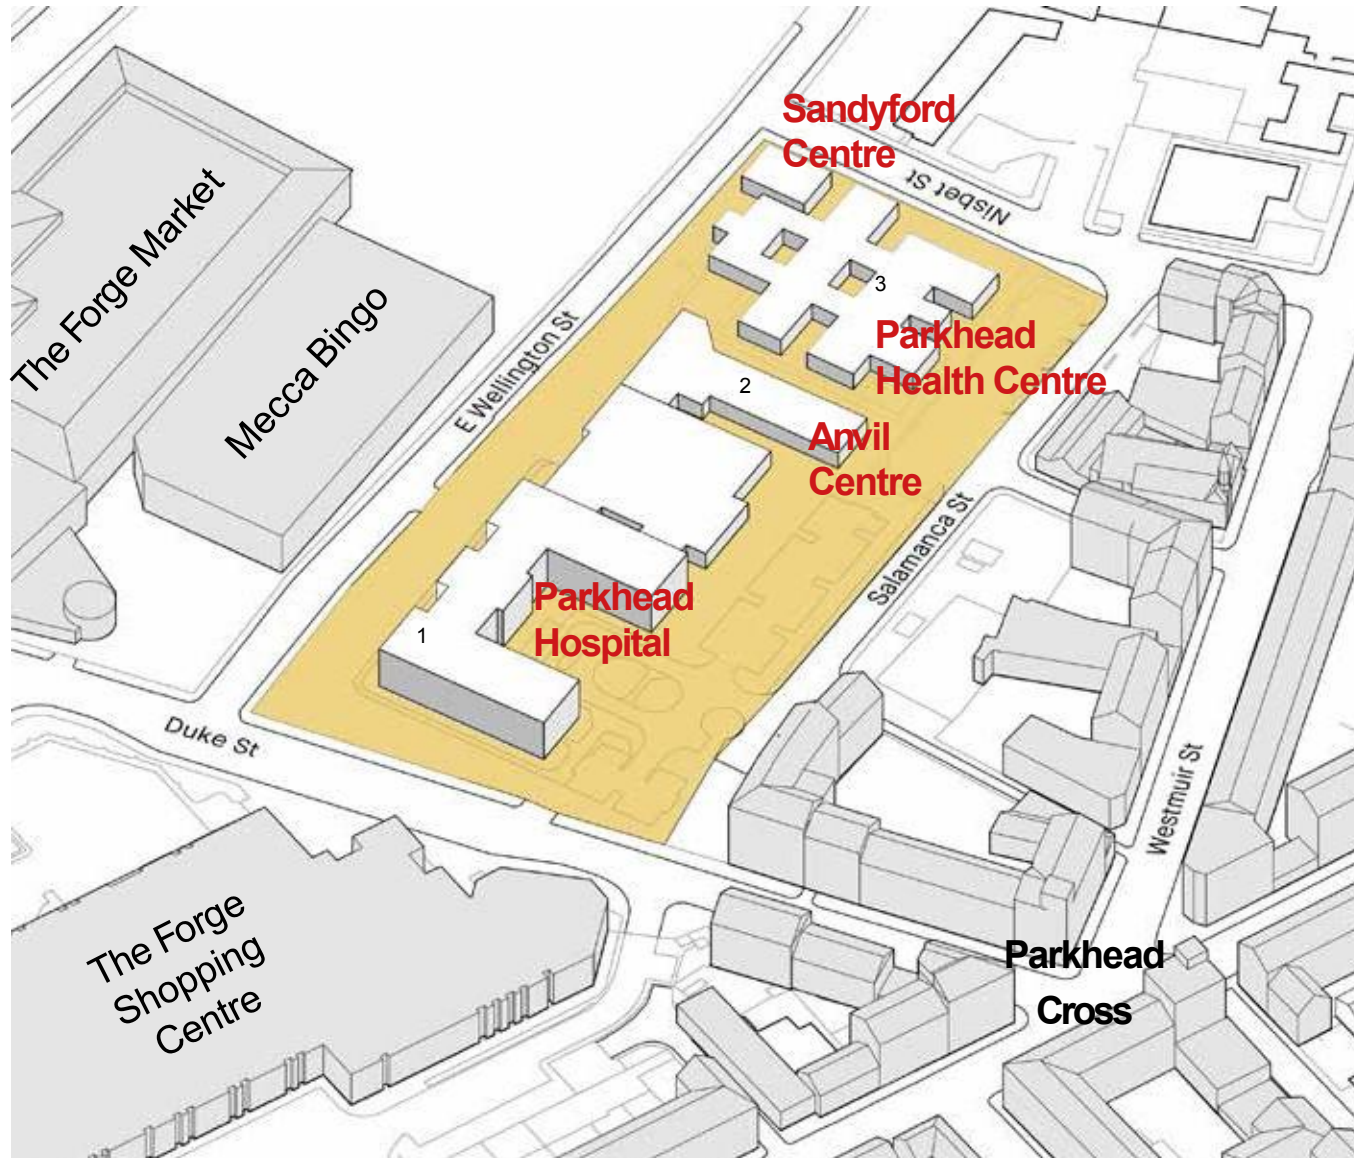 Sandyford
Centre
Nisbet St
The Forge Market
Mecca Bingo
E Wellington St
3
Parkhead
Health Centre
2
Anvil
Centre
Salamanca St
Parkhead
Hospital
1
Duke St
Westmuir St
The Forge
Shopping
Centre
Parkhead
Cross